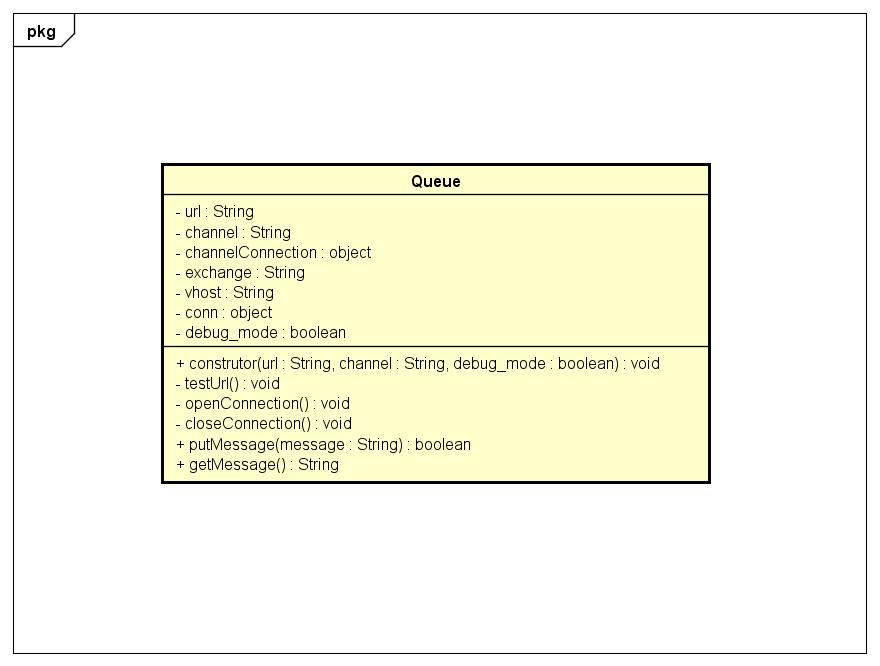 pkg
Queue
- url : String
- channel : String
- channelConnection : object
- exchange : String
- vhost : String
- conn : object
- debug_mode : boolean
+ construtor(url : String, channel : String, debug_mode : boolean) : void
- testUrl() : void
- openConnection() : void
- closeConnection() : void
+ putMessage(message : String) : boolean
+ getMessage() : String